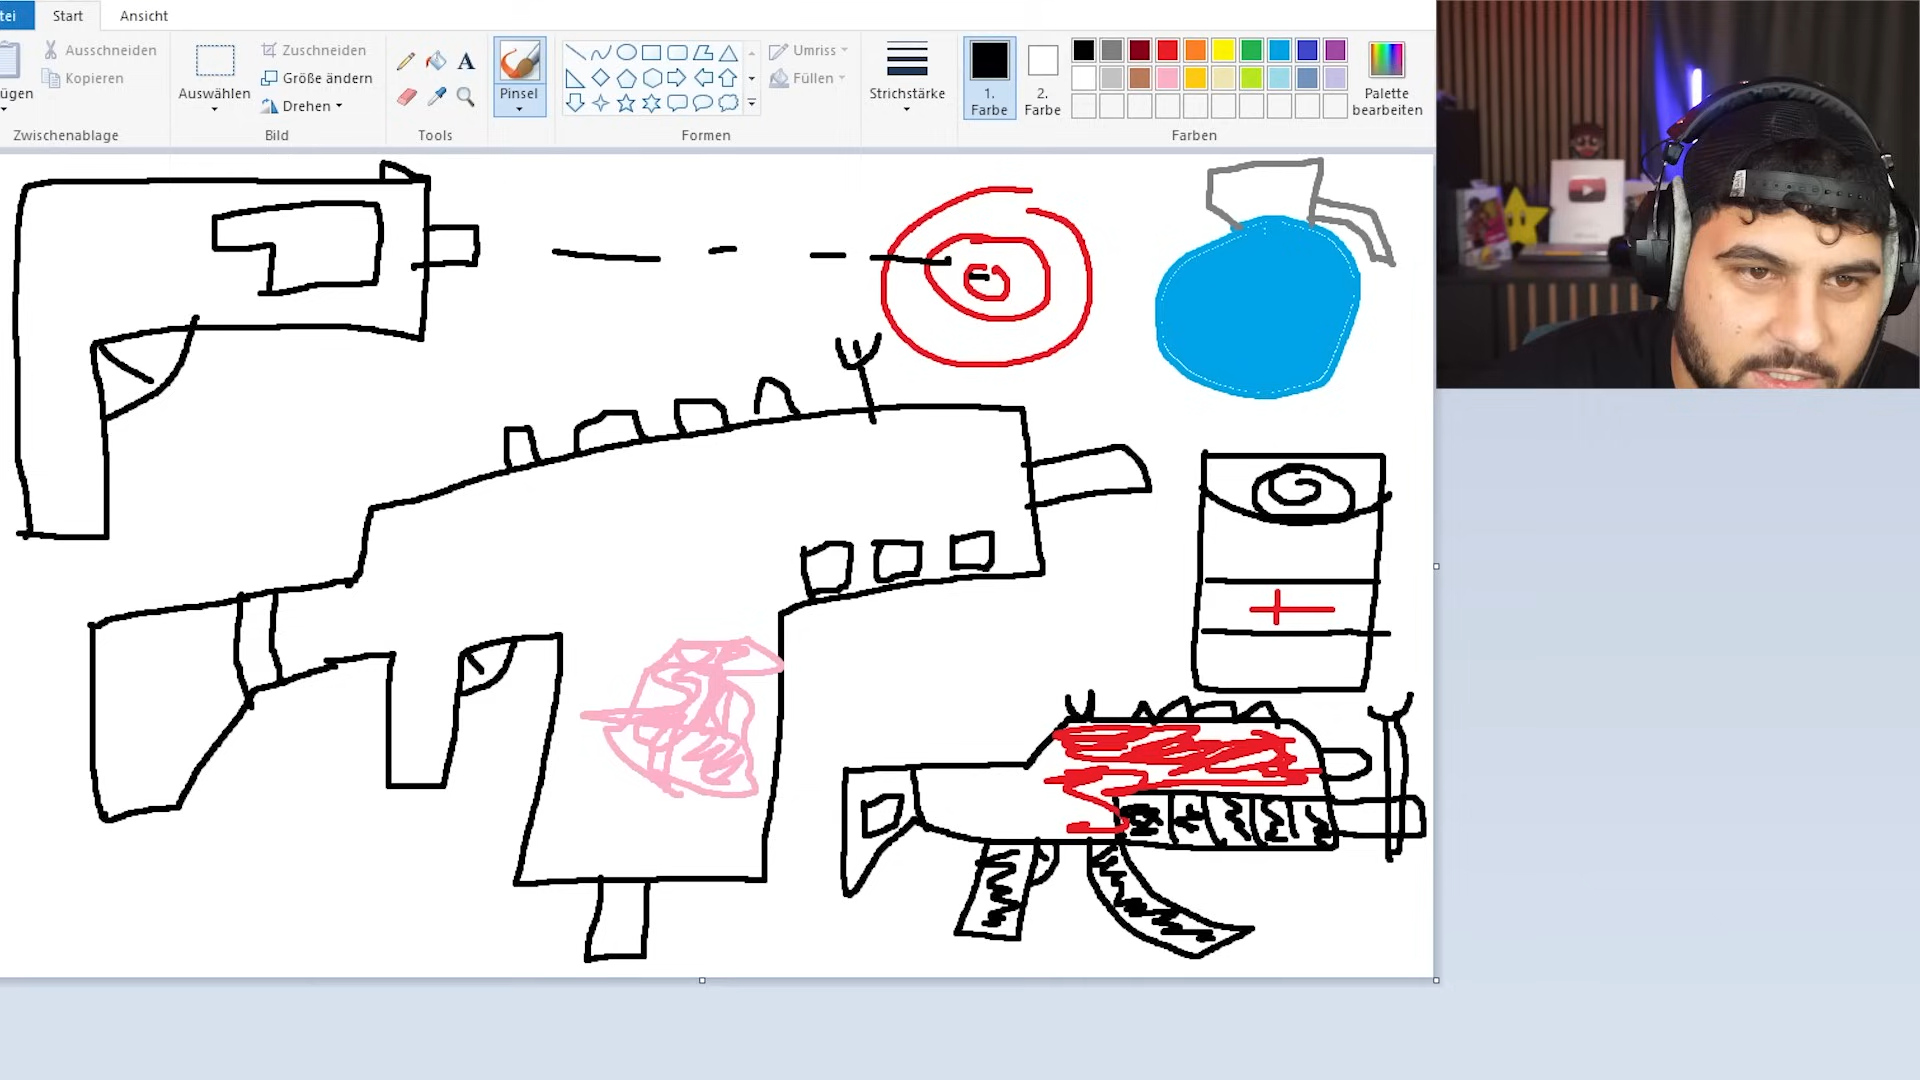 tei
Start
Ansicht
Ausschneiden
Kopieren
ügen
Zwischenablage
Auswählen
Zuschneiden
Größe ändern
Drehen
Bild
A
Tools
Pinsel
Umriss
Füllen
Formen
Strichstärke
1.
Farbe
2.
Farbe
Palette
bearbeiten
Farben